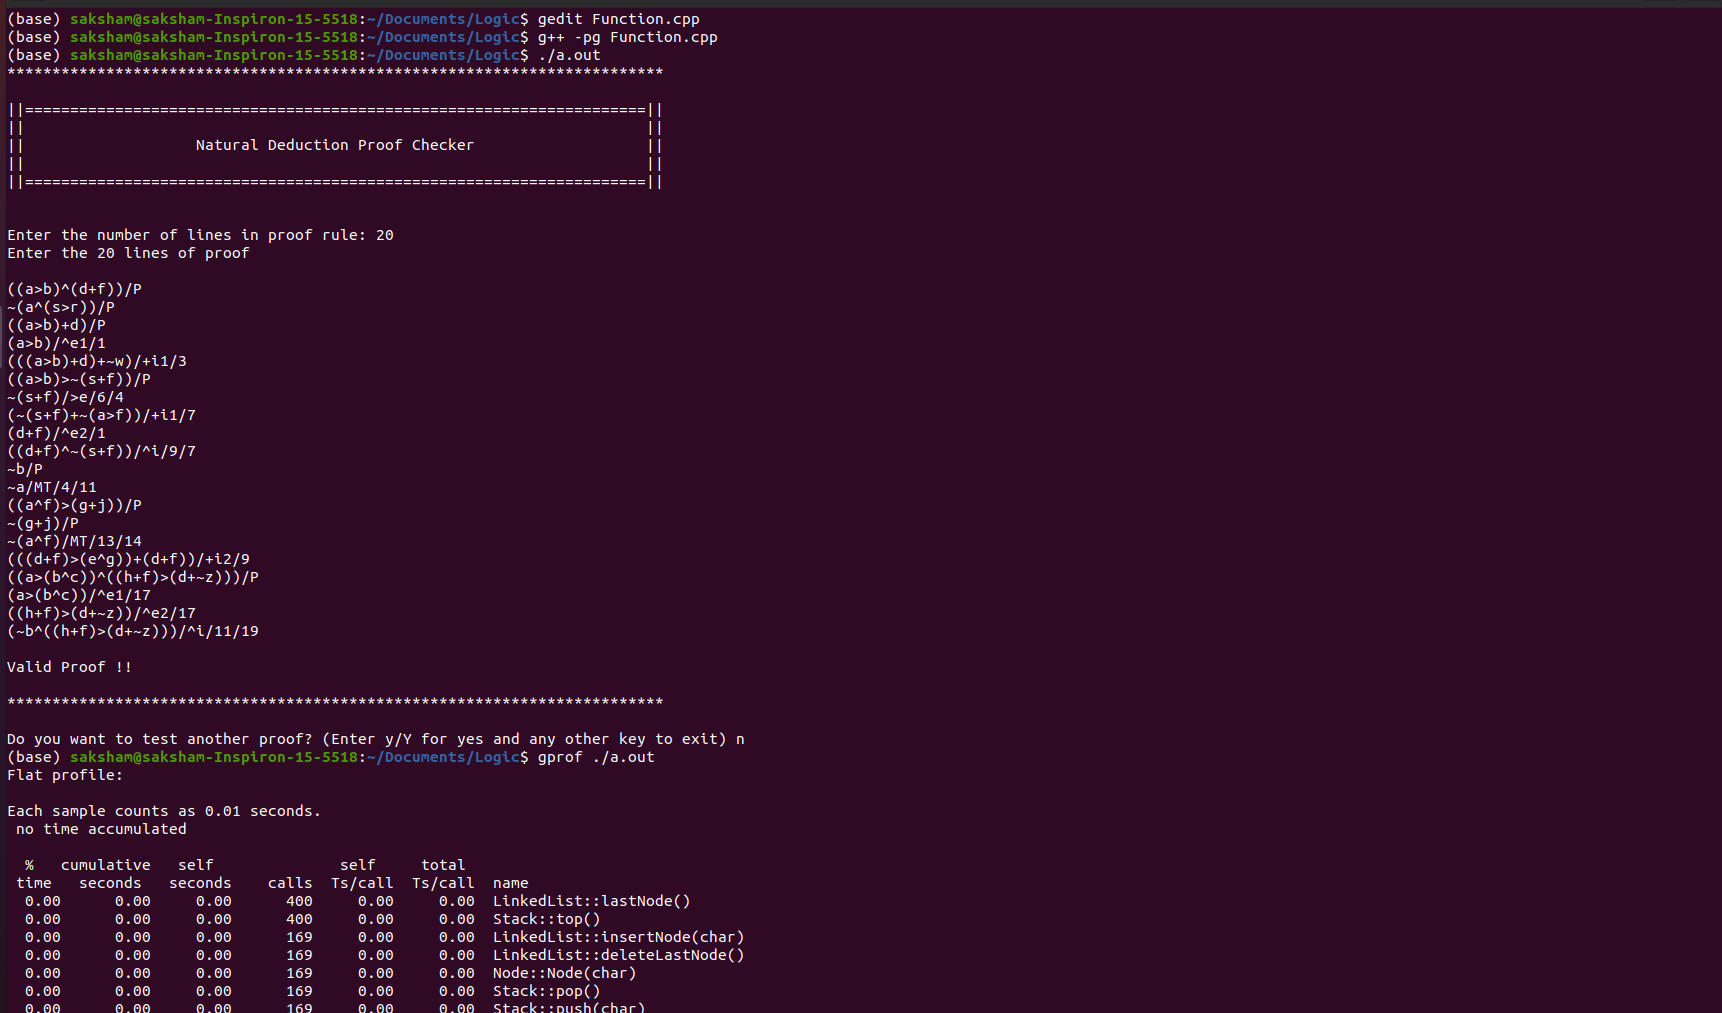 (base) saksham@saksham-Inspiron-15-5518:~/Documents/Logic$ gedit Function.cpp
(base) saksham@saksham-Inspiron-15-5518:~/Documents/Logic$ g++ -pg Function.cpp
(base) saksham@saksham-Inspiron-15-5518:~/Documents/Logic$ ./a.out
*************************************************************************
||=====================================================================||
||                                                                     ||
||                   Natural Deduction Proof Checker                   ||
||                                                                     ||
||=====================================================================||
Enter the number of lines in proof rule: 20
Enter the 20 lines of proof
((a>b)^(d+f))/P
~(a^(s>r))/P
((a>b)+d)/P
(a>b)/^e1/1
(((a>b)+d)+~w)/+i1/3
((a>b)>~(s+f))/P
~(s+f)/>e/6/4
(~(s+f)+~(a>f))/+i1/7
(d+f)/^e2/1
((d+f)^~(s+f))/^i/9/7
~b/P
~a/MT/4/11
((a^f)>(g+j))/P
~(g+j)/P
~(a^f)/MT/13/14
(((d+f)>(e^g))+(d+f))/+i2/9
((a>(b^c))^((h+f)>(d+~z)))/P
(a>(b^c))/^e1/17
((h+f)>(d+~z))/^e2/17
(~b^((h+f)>(d+~z)))/^i/11/19
Valid Proof !!
*************************************************************************
Do you want to test another proof? (Enter y/Y for yes and any other key to exit) n
(base) saksham@saksham-Inspiron-15-5518:~/Documents/Logic$ gprof ./a.out
Flat profile:
Each sample counts as 0.01 seconds.
 no time accumulated
  %   cumulative   self              self     total
 time   seconds   seconds    calls  Ts/call  Ts/call  name
  0.00      0.00     0.00      400     0.00     0.00  LinkedList::lastNode()
  0.00      0.00     0.00      400     0.00     0.00  Stack::top()
  0.00      0.00     0.00      169     0.00     0.00  LinkedList::insertNode(char)
  0.00      0.00     0.00      169     0.00     0.00  LinkedList::deleteLastNode()
  0.00      0.00     0.00      169     0.00     0.00  Node::Node(char)
  0.00      0.00     0.00      169     0.00     0.00  Stack::pop()
  0.00      0.00     0.00      169     0.00     0.00  Stack::push(char)